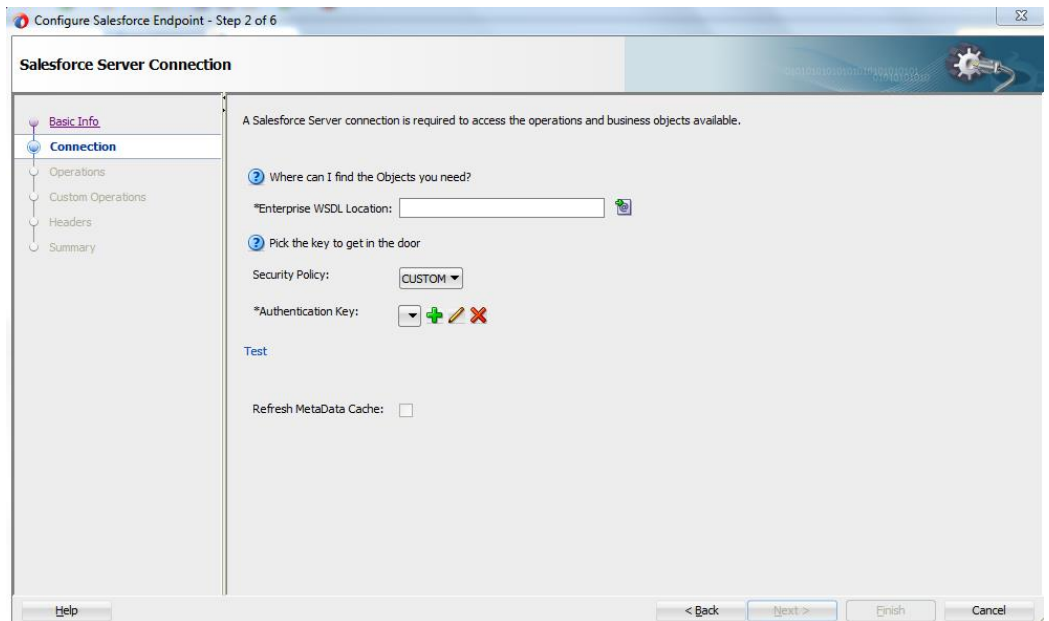 Configure Salesforce Endpoint - Step 2 of 6
Salesforce Server Connection
Basic Info
Connection
Operations
Custom Operations
Headers
Summary
A Salesforce Server connection is required to access the operations and business objects available.
Where can I find the Objects you need?
*Enterprise WSDL Location:
Pick the key to get in the door
Security Policy:
CUSTOM
*Authentication Key:
Test
Refresh MetaData Cache:
Help
< Back
Next >
Finish
Cancel